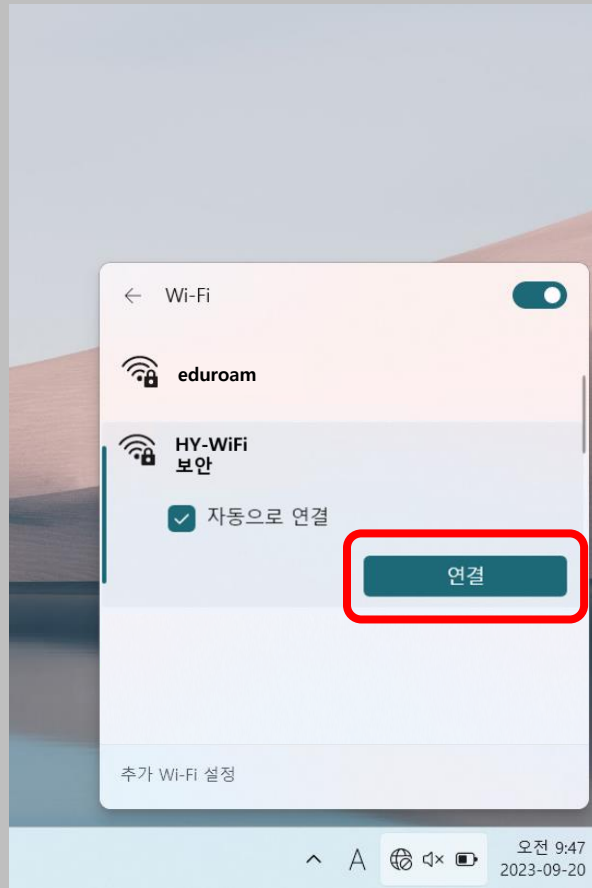 Wi-Fi
eduroam
HY-WiFi
보안
자동으로 연결
연결
추가 Wi-Fi 설정
A
오전 9:47
2023-09-20